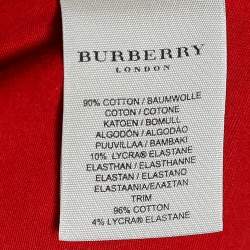 BURBERRY
LONDON
90% COTTON / BAUMWOLLE
COTON / COTONE
KATOEN / BOMULL
ALGODÓN / ALGODÃO
PUUVILLAA / BAMBAKI
10% LYCRA® ELASTANE
ELASTHAN / ELASTHANNE
ELASTAN / ELASTANO
ELASTAANIA/ΕΛΑΣΤΑΝ
TRIM
96% COTTON
4% LYCRA® ELASTANE